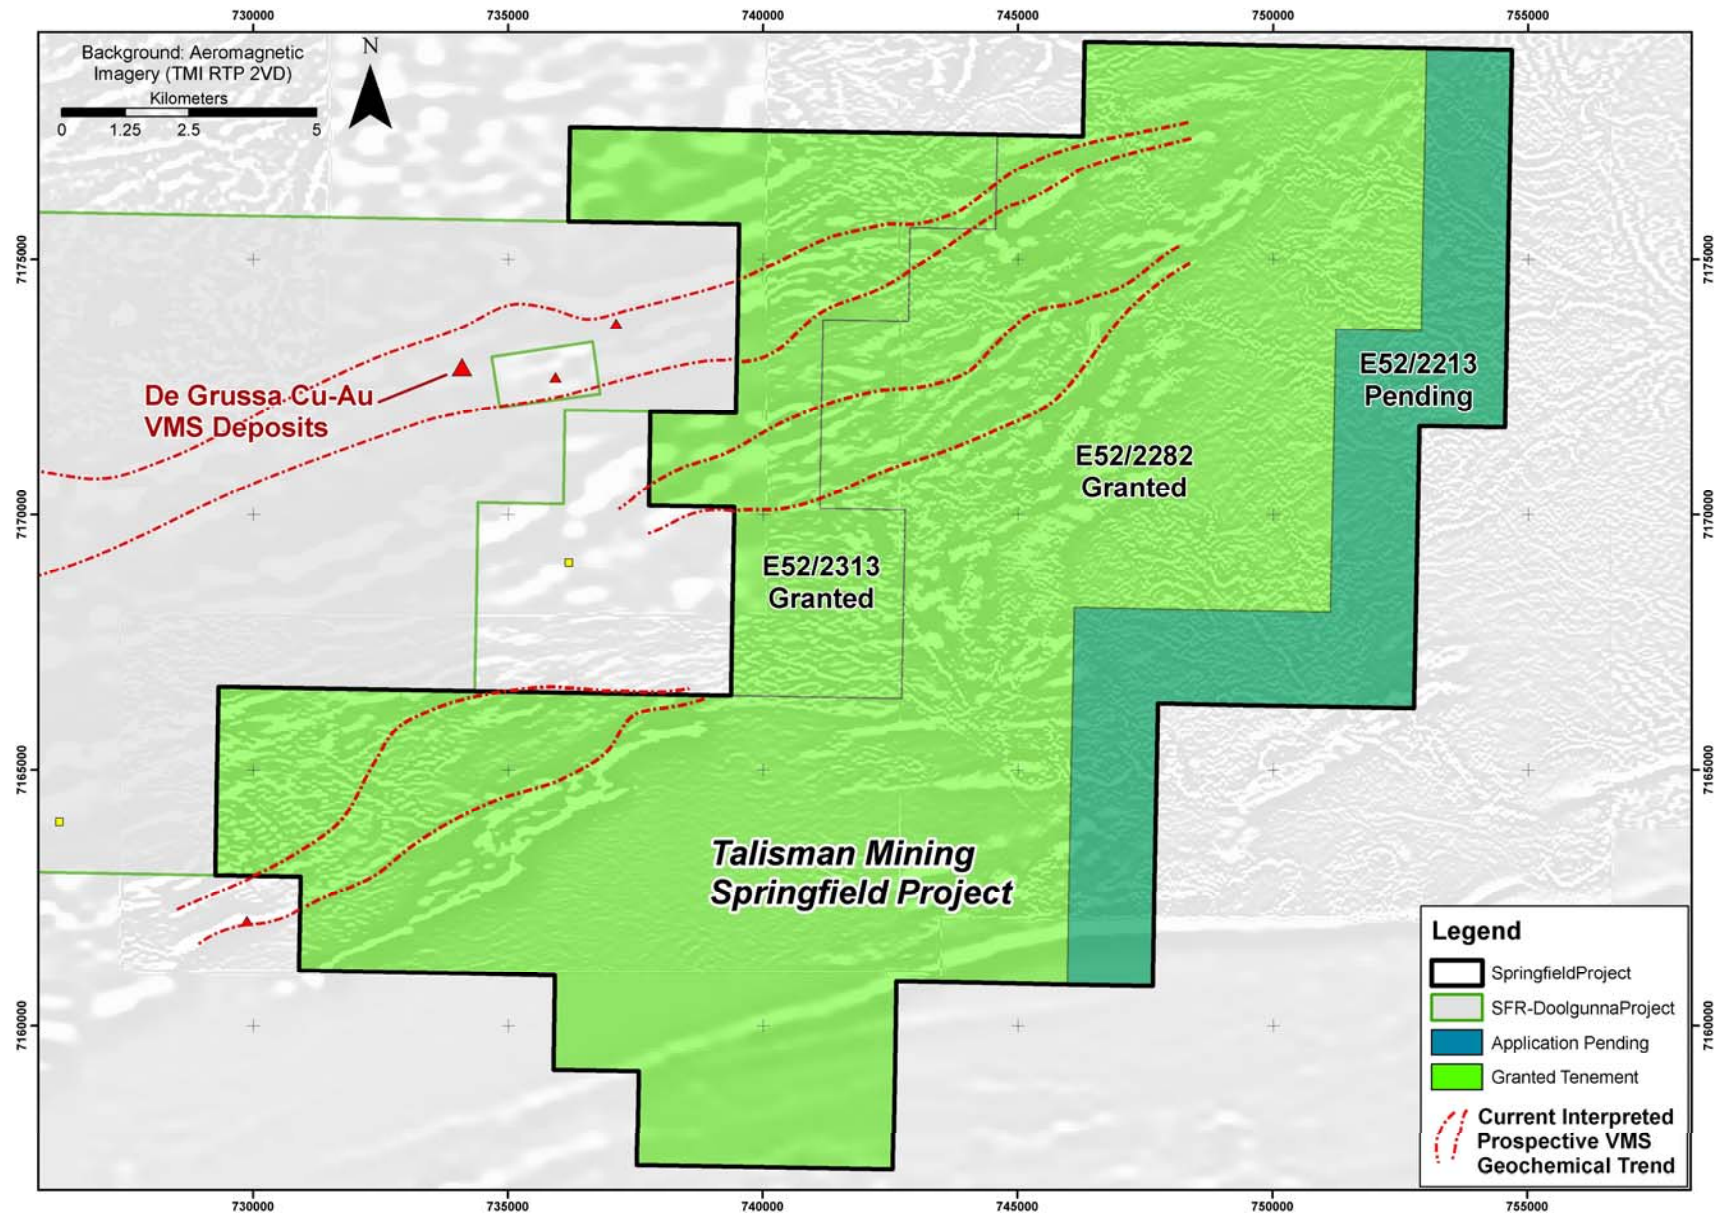 730000
735000
740000
745000
750000
755000
Background: Aeromagnetic
Imagery (TMI RTP 2VD)
Kilometers
0
1.25
2.5
5
N
7175000
7170000
7165000
7160000
7175000
7170000
7165000
7160000
De Grussa Cu-Au
VMS Deposits
E52/2213
Pending
E52/2282
Granted
E52/2313
Granted
Talisman Mining
Springfield Project
Legend
SpringfieldProject
SFR-DoolgunnaProject
Application Pending
Granted Tenement
Current Interpreted
Prospective VMS
Geochemical Trend
730000
735000
740000
745000
750000
755000